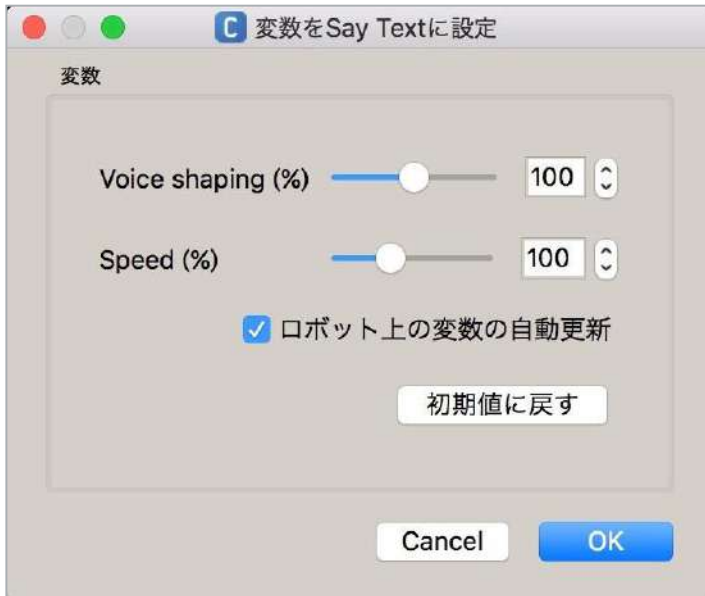 C 変数をSay Textに設定
変数
Voice shaping (%) 100
Speed (%) 100
ロボット上の変数の自動更新
初期値に戻す
Cancel OK